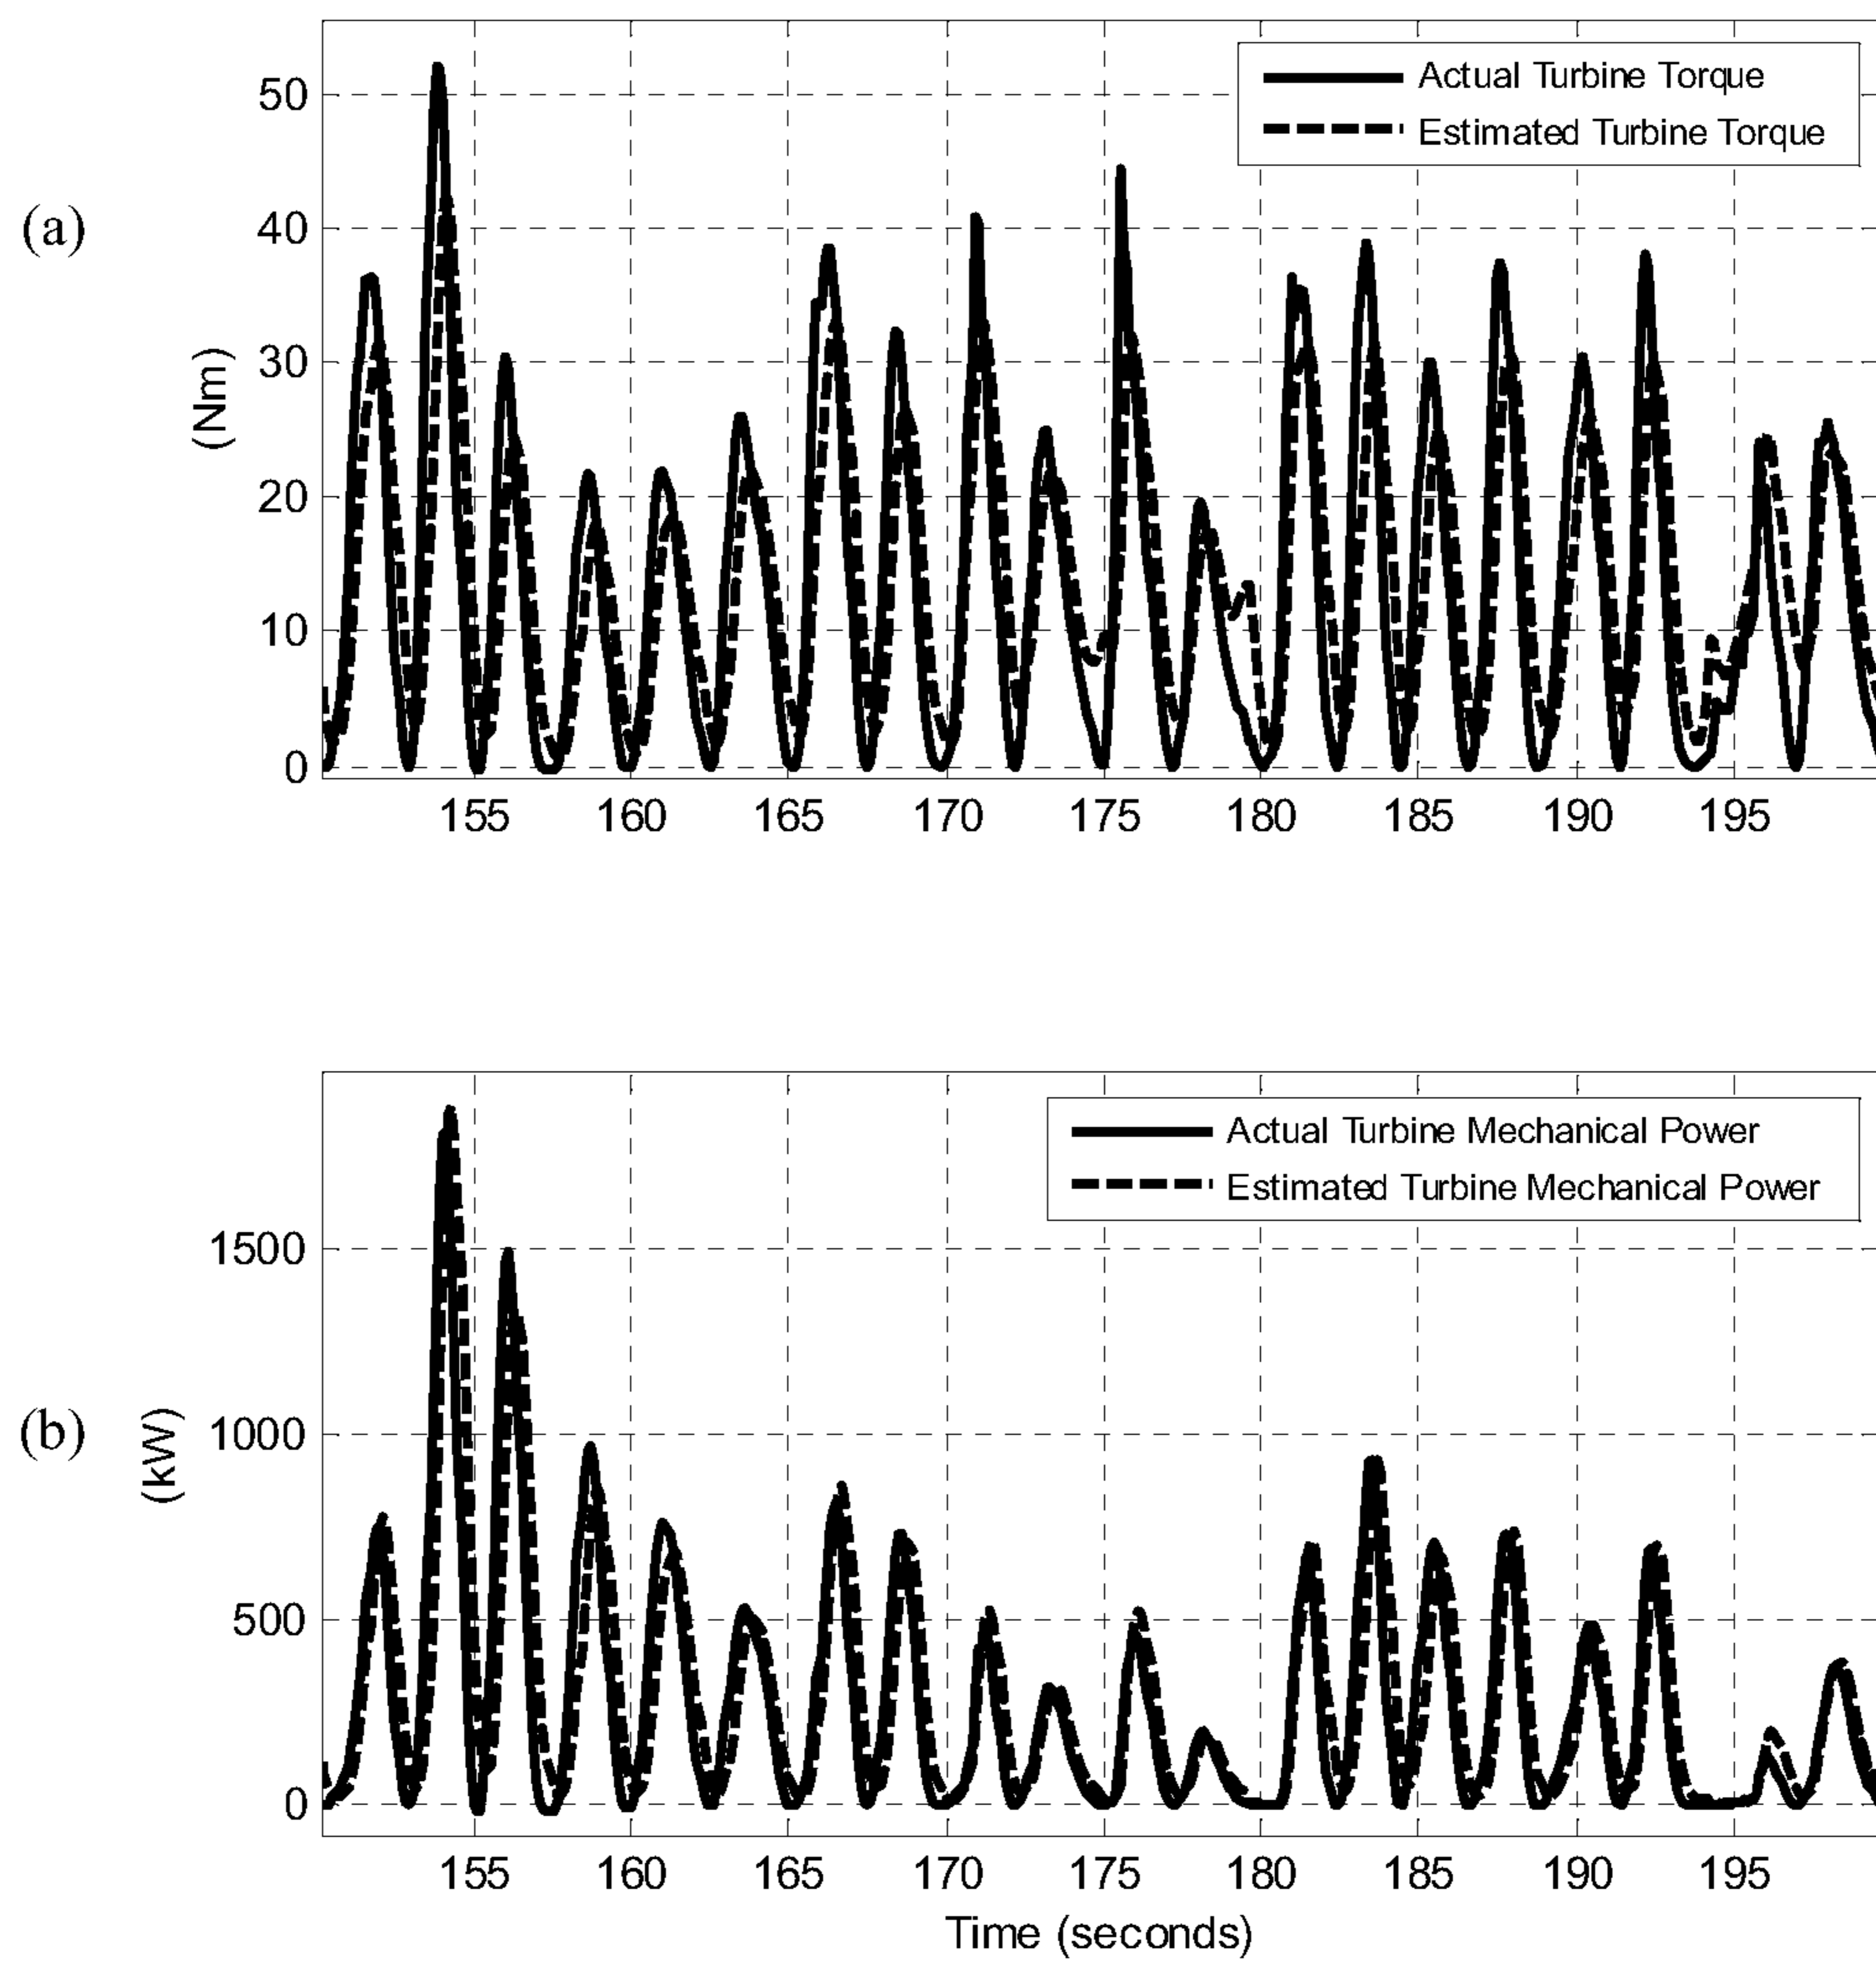 (a)
(Nm)
50
40
30
20
10
0
Actual Turbine Torque
Estimated Turbine Torque
155 160 165 170 175 180 185 190 195
(b)
(kW)
1500
1000
500
0
Actual Turbine Mechanical Power
Estimated Turbine Mechanical Power
155 160 165 170 175 180 185 190 195
Time (seconds)